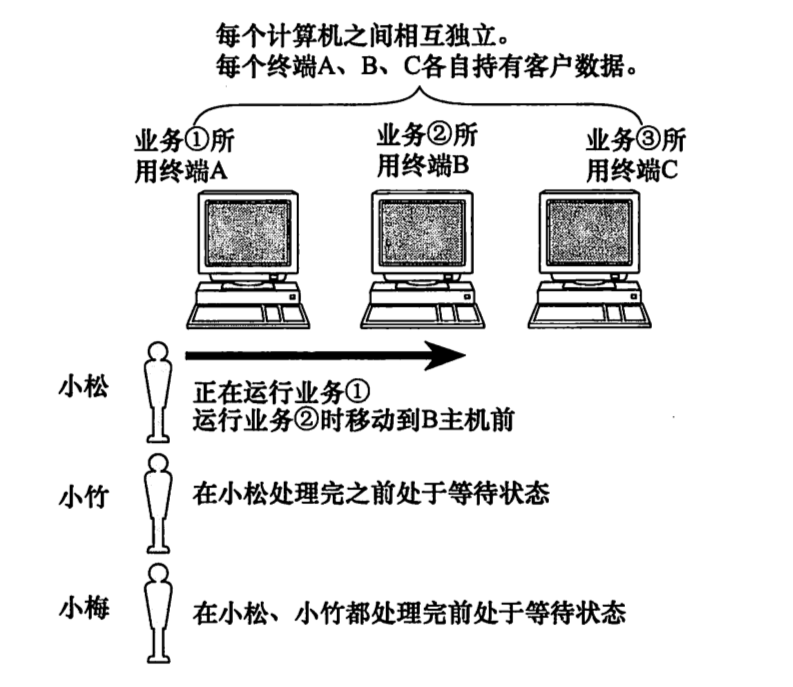 每个计算机之间相互独立。
每个终端A、B、C各自持有客户数据。
业务①所
用终端A
业务②所
用终端B
业务③所
用终端C
小松
正在运行业务①
运行业务②时移动到B主机前
小竹
在小松处理完之前处于等待状态
小梅
在小松、小竹都处理完前处于等待状态